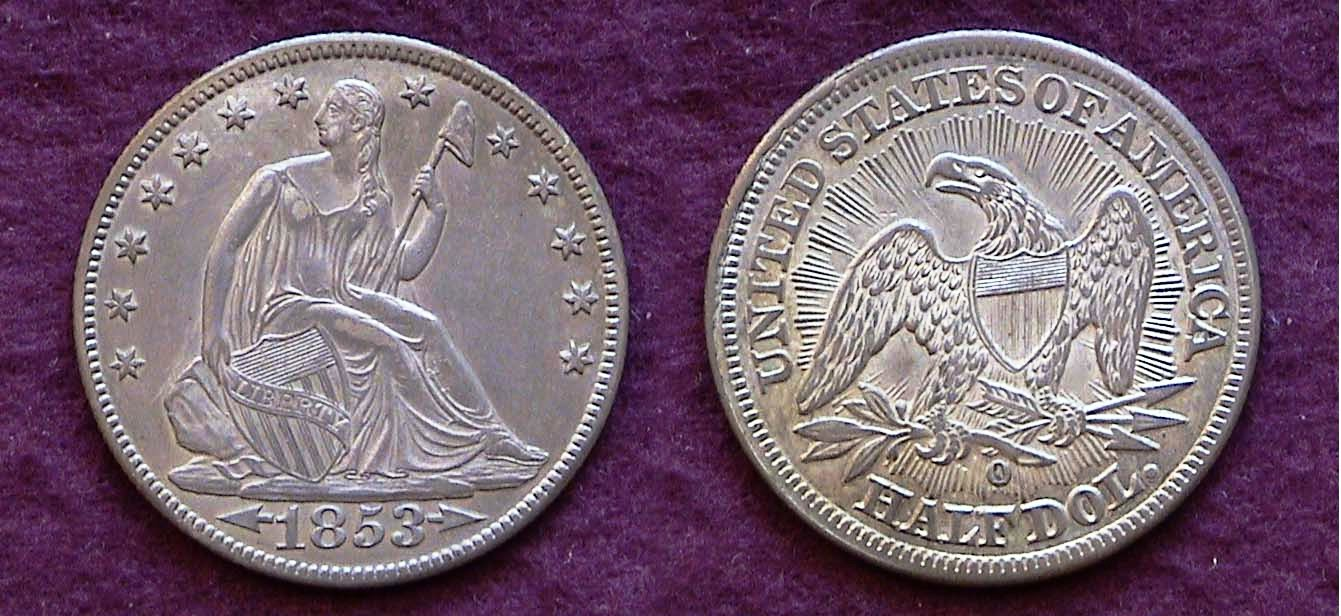 LIBERTY
1853
UNITED STATES OF AMERICA
O
HALF DOL.